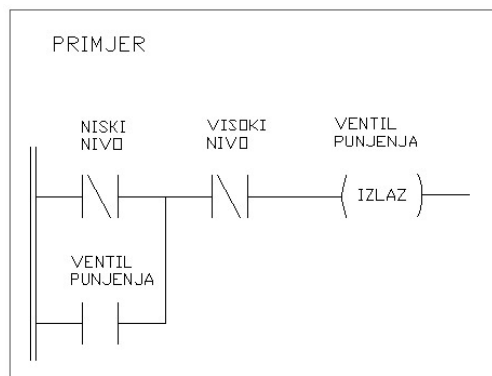 PRIMJER
NISKI
NIVO
VISOKI
NIVO
VENTIL
PUNJENJA
IZLAZ
VENTIL
PUNJENJA